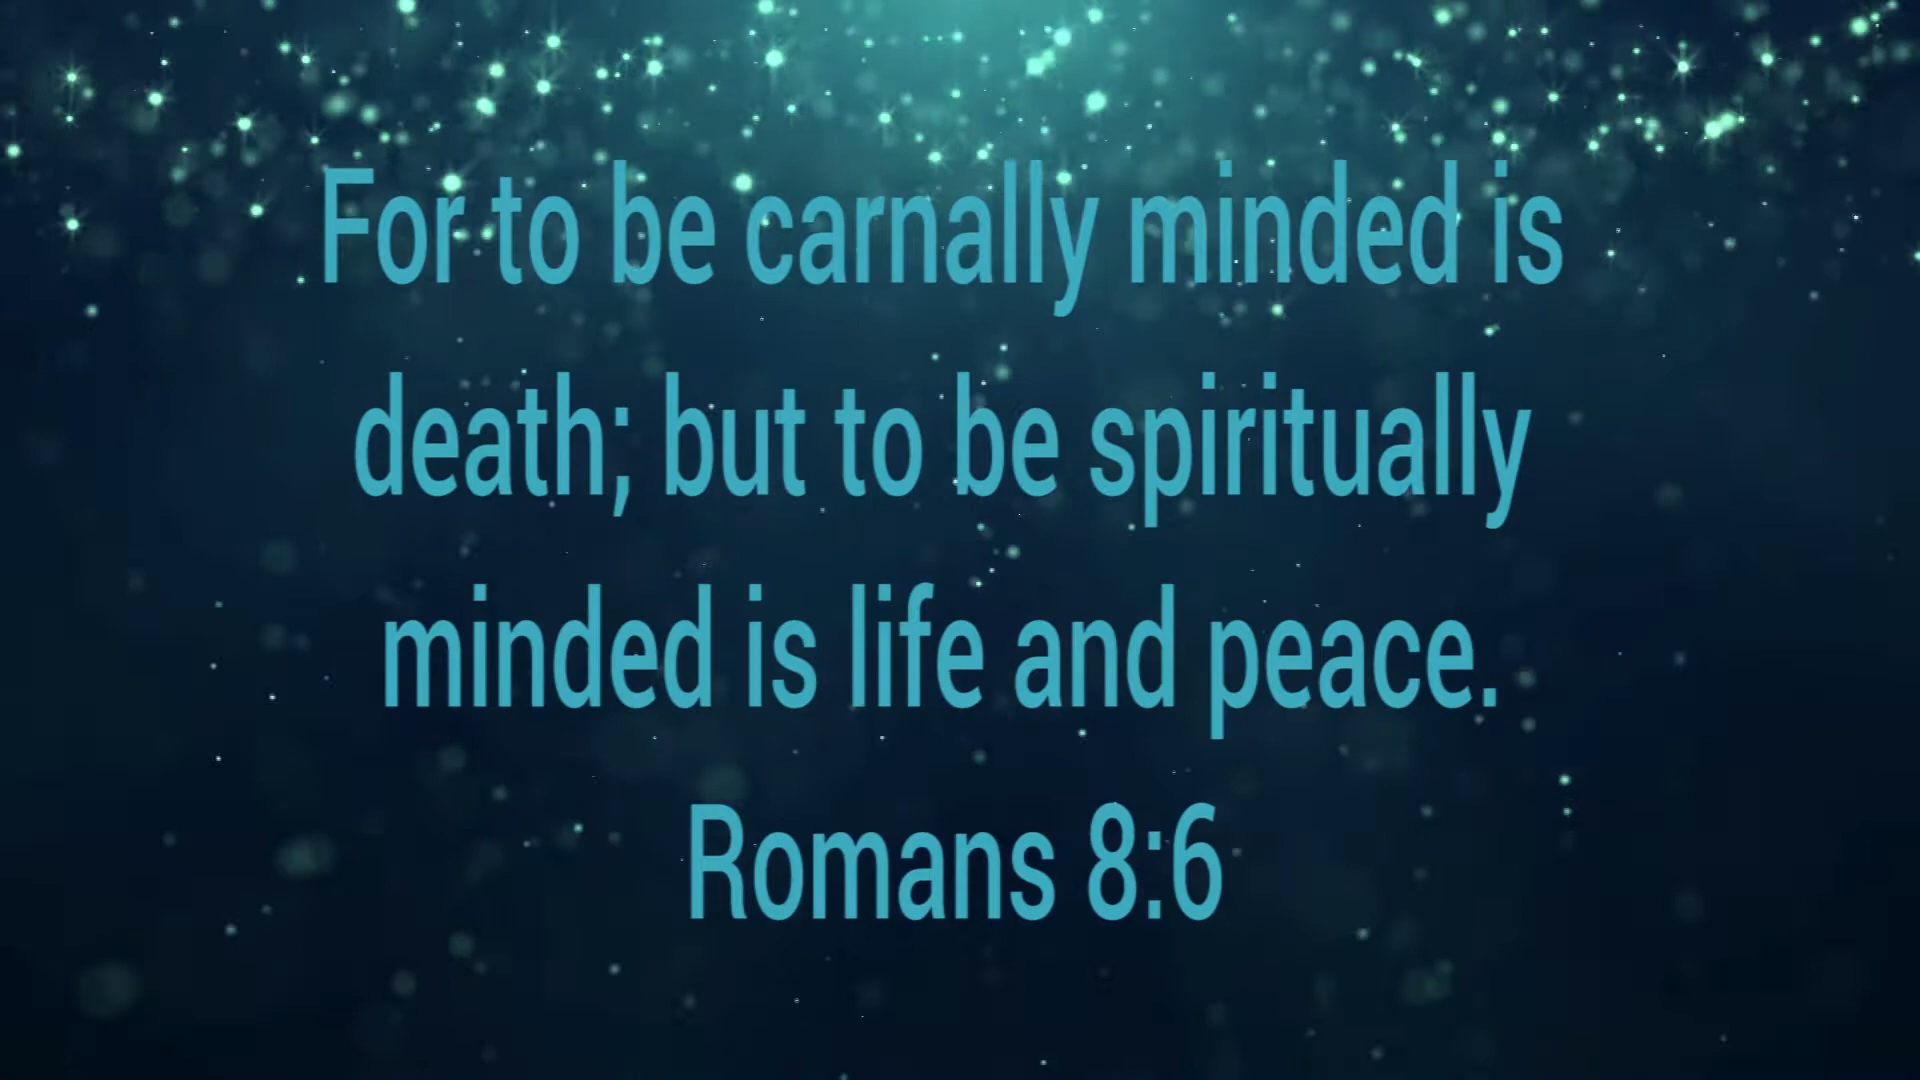 For to be carnally minded is
death; but to be spiritually
minded is life and peace.
Romans 8:6